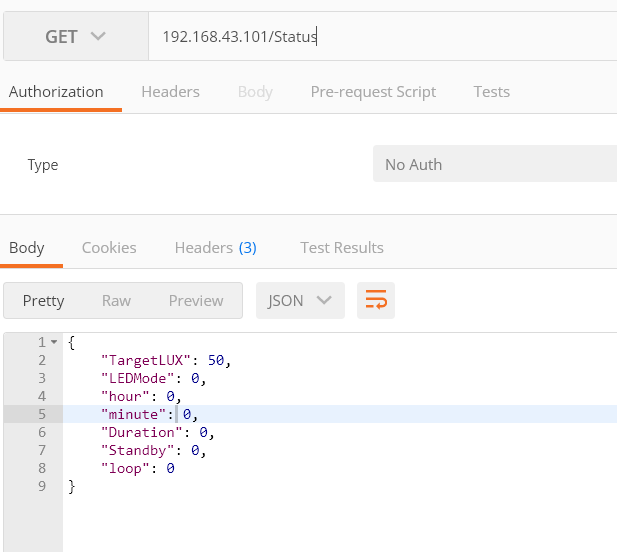 GET 192.168.43.101/Status
Authorization Headers Body Pre-request Script Tests
Type No Auth
Body Cookies Headers (3) Test Results
Pretty Raw Preview JSON
1 {
2 "TargetLUX": 50,
3 "LEDMode": 0,
4 "hour": 0,
5 "minute": 0,
6 "Duration": 0,
7 "Standby": 0,
8 "loop": 0
9 }